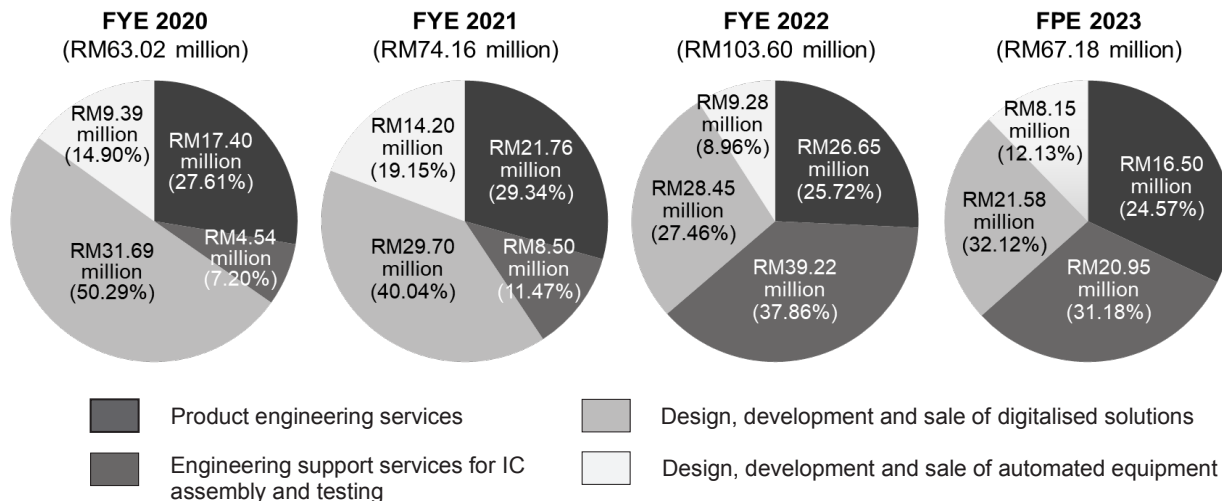 FYE 2020
(RM63.02 million)
FYE 2021
(RM74.16 million)
FYE 2022
(RM103.60 million)
FPE 2023
(RM67.18 million)
RM9.39
million
(14.90%)
RM17.40
million
(27.61%)
RM4.54
million
(7.20%)
RM31.69
million
(50.29%)
RM14.20
million
(19.15%)
RM21.76
million
(29.34%)
RM8.50
million
(11.47%)
RM29.70
million
(40.04%)
RM9.28
million
(8.96%)
RM26.65
million
(25.72%)
RM28.45
million
(27.46%)
RM39.22
million
(37.86%)
RM8.15
million
(12.13%)
RM16.50
million
(24.57%)
RM21.58
million
(32.12%)
RM20.95
million
(31.18%)
Product engineering services
Design, development and sale of digitalised solutions
Engineering support services for IC
assembly and testing
Design, development and sale of automated equipment